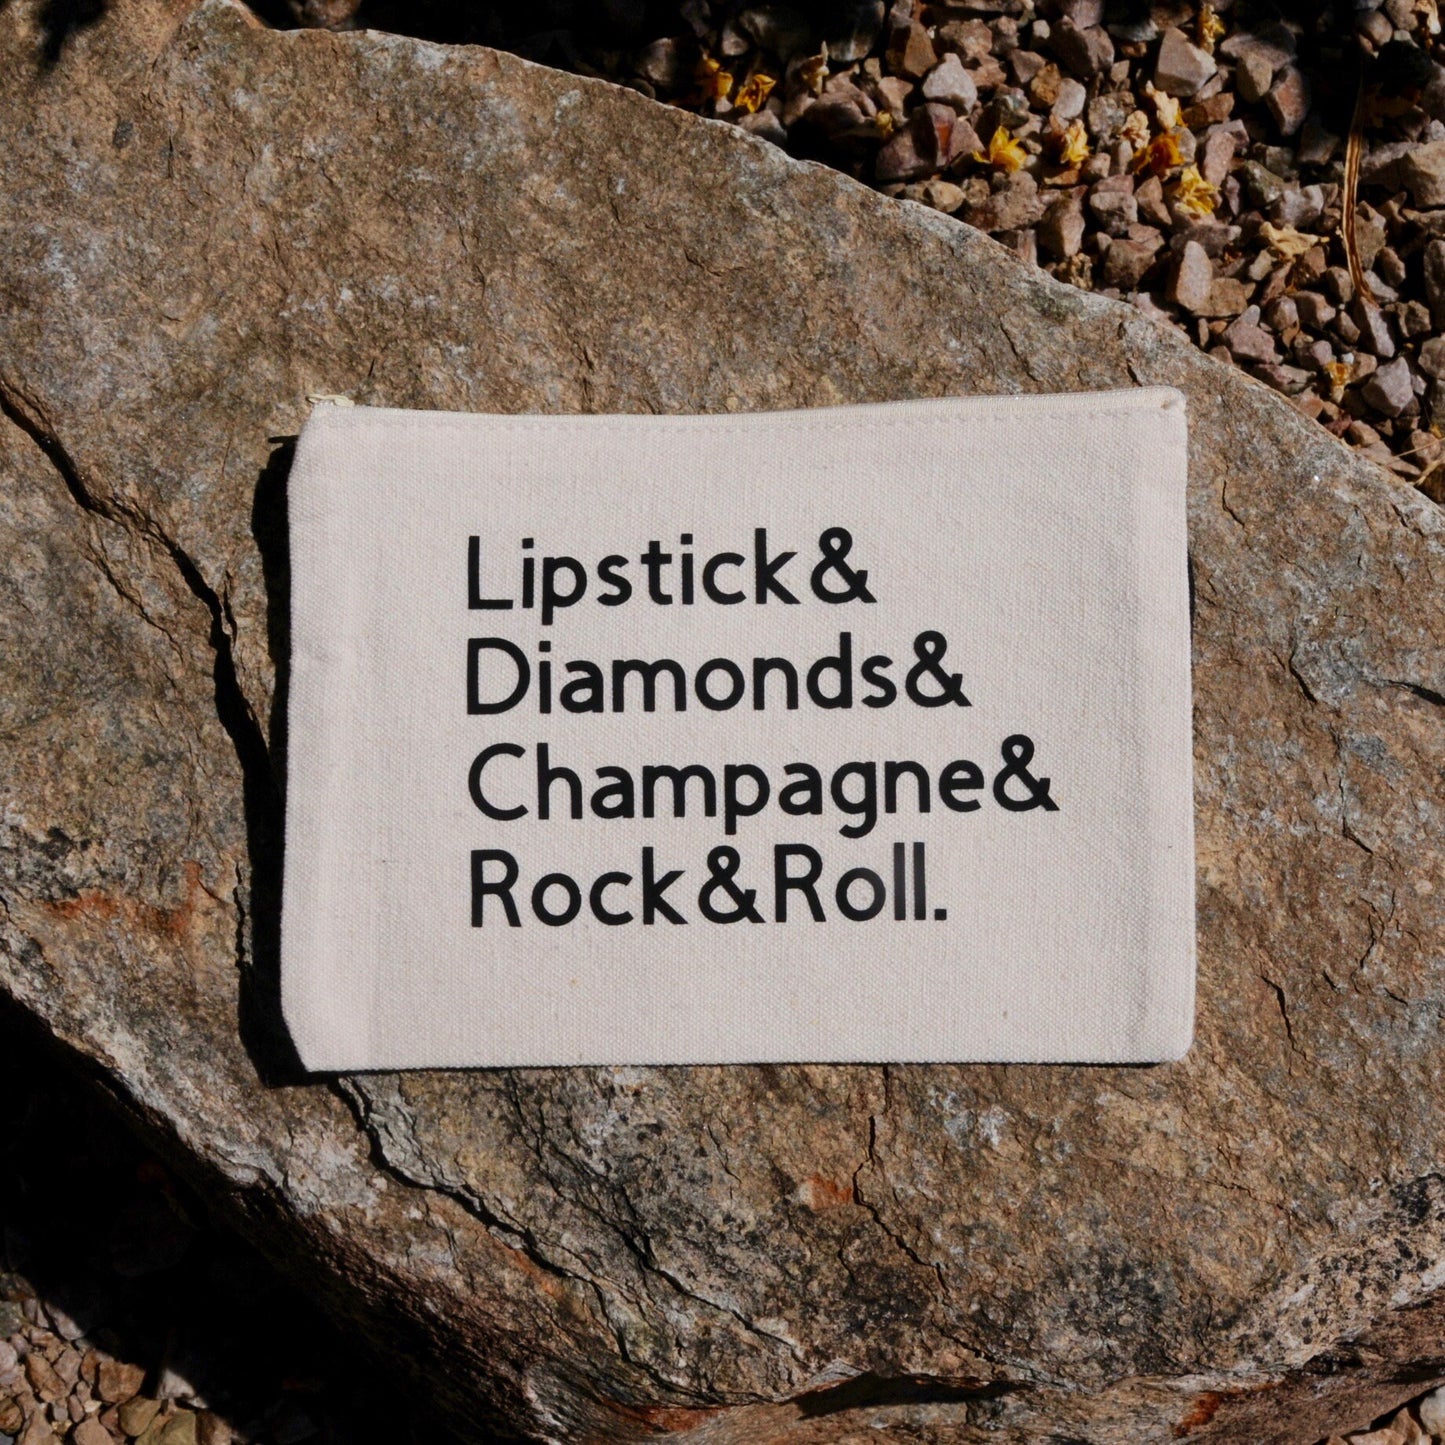 Lipstick&
Diamonds&
Champagne&
Rock&Roll.